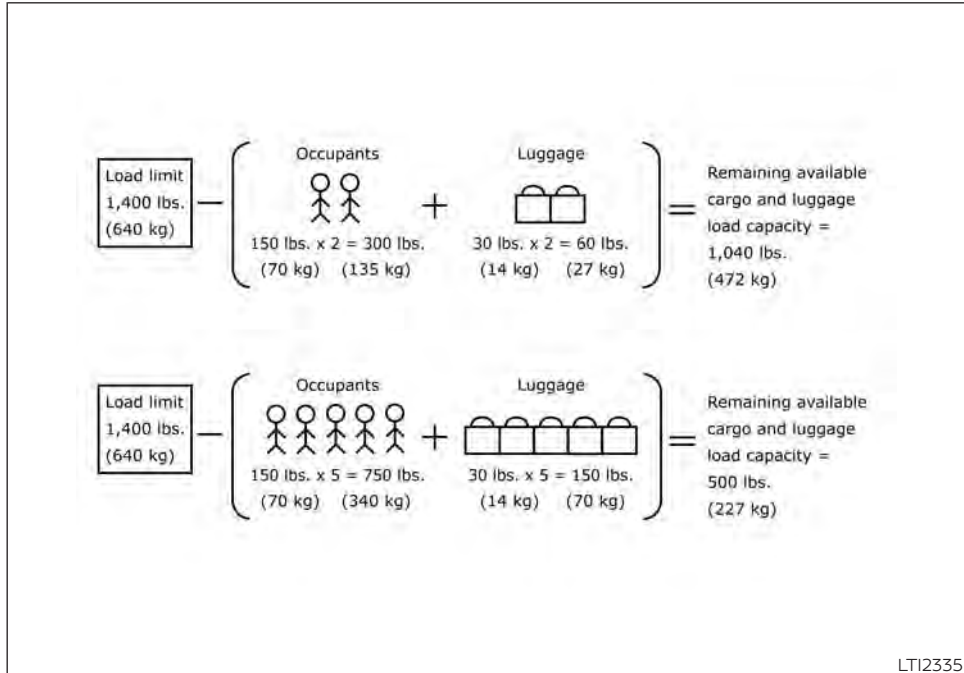 Load limit
1,400 lbs.
(640 kg)
Occupants
150 lbs. x 2 = 300 lbs.
(70 kg) (135 kg)
Luggage
30 lbs. x 2 = 60 lbs.
(14 kg) (27 kg)
Remaining available
cargo and luggage
load capacity =
1,040 lbs.
(472 kg)
Load limit
1,400 lbs.
(640 kg)
Occupants
150 lbs. x 5 = 750 lbs.
(70 kg) (340 kg)
Luggage
30 lbs. x 5 = 150 lbs.
(14 kg) (70 kg)
Remaining available
cargo and luggage
load capacity =
500 lbs.
(227 kg)
LTI2335